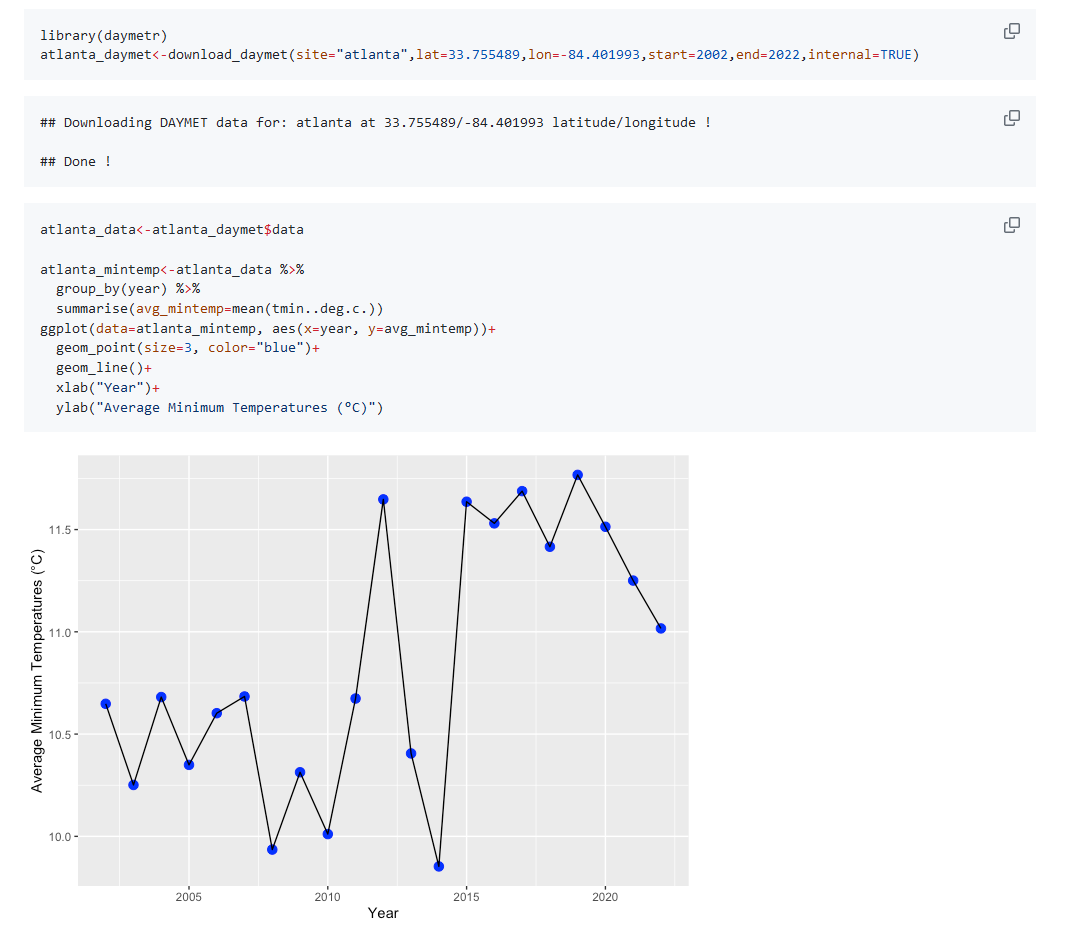 library(daymetr)
atlanta_daymet<-download_daymet(site="atlanta",lat=33.755489,lon=-84.401993,start=2002,end=2022,internal=TRUE)
## Downloading DAYMET data for: atlanta at 33.755489/-84.401993 latitude/longitude !
## Done !
atlanta_data<-atlanta_daymet$data
atlanta_mintemp<-atlanta_data %>%
  group_by(year) %>%
  summarise(avg_mintemp=mean(tmin..deg.c.))
ggplot(data=atlanta_mintemp, aes(x=year, y=avg_mintemp))+
  geom_point(size=3, color="blue")+
  geom_line()+
  xlab("Year")+
  ylab("Average Minimum Temperatures (ºC)")
Average Minimum Temperatures (°C)
11.5
11.0
10.5
10.0
2005 2010 2015 2020
Year